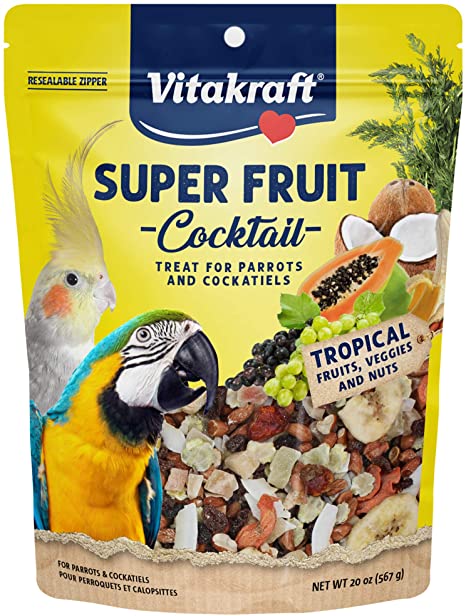 RESEALABLE ZIPPER
Vitakraft®
SUPER FRUIT
-Cocktail-
TREAT FOR PARROTS
AND COCKATIELS
TROPICAL
FRUITS, VEGGIES
AND NUTS
FOR PARROTS & COCKATIELS
POUR PERROQUETS ET CALOPSITTES
NET WT 20 OZ (567 g)